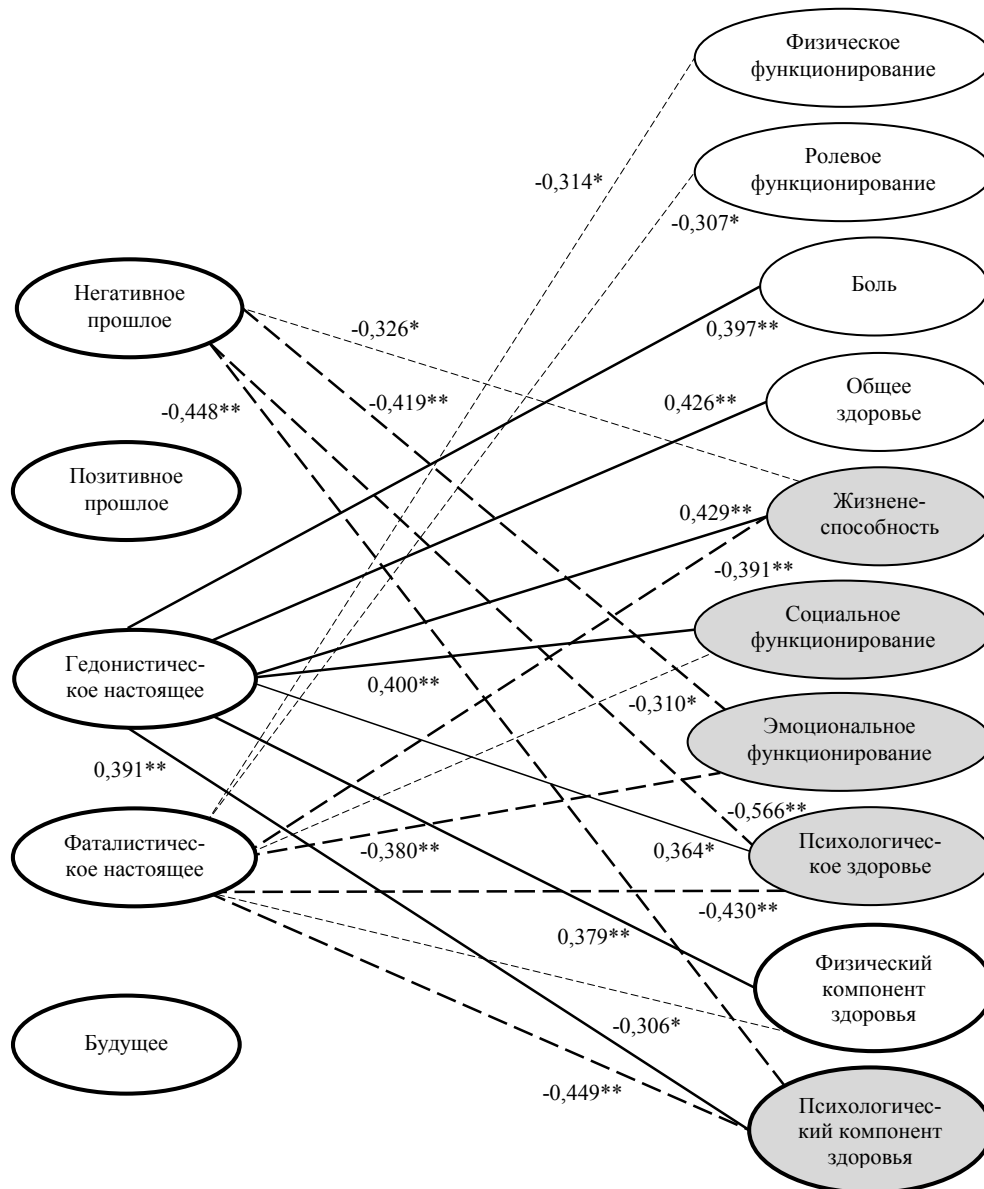 Физическое
функционирование
Ролевое
функционирование
-0,314*
-0,307*
Негативное
прошлое
Боль
-0,326*
0,397**
Общее
здоровье
-0,448**
-0,419**
0,426**
Позитивное
прошлое
Жизнене-
способность
0,429**
-0,391**
Социальное
функционирование
Гедонистичес-
кое настоящее
0,400**
-0,310*
Эмоциональное
функционирование
0,391**
-0,566**
Фаталистичес-
кое настоящее
-0,380**
0,364*
Психологичес-
кое здоровье
-0,430**
0,379**
Физический
компонент
здоровья
-0,306*
Будущее
-0,449**
Психологичес-
кий компонент
здоровья